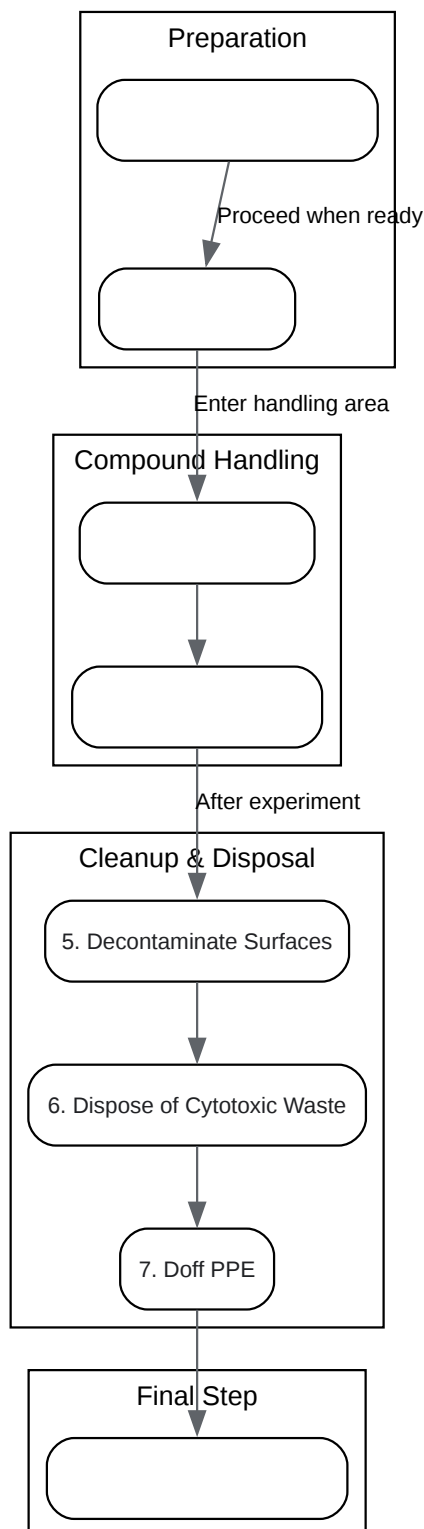 Preparation
Proceed when ready
Enter handling area
Compound Handling
After experiment
Cleanup & Disposal
5. Decontaminate Surfaces
6. Dispose of Cytotoxic Waste
7. Doff PPE
Final Step